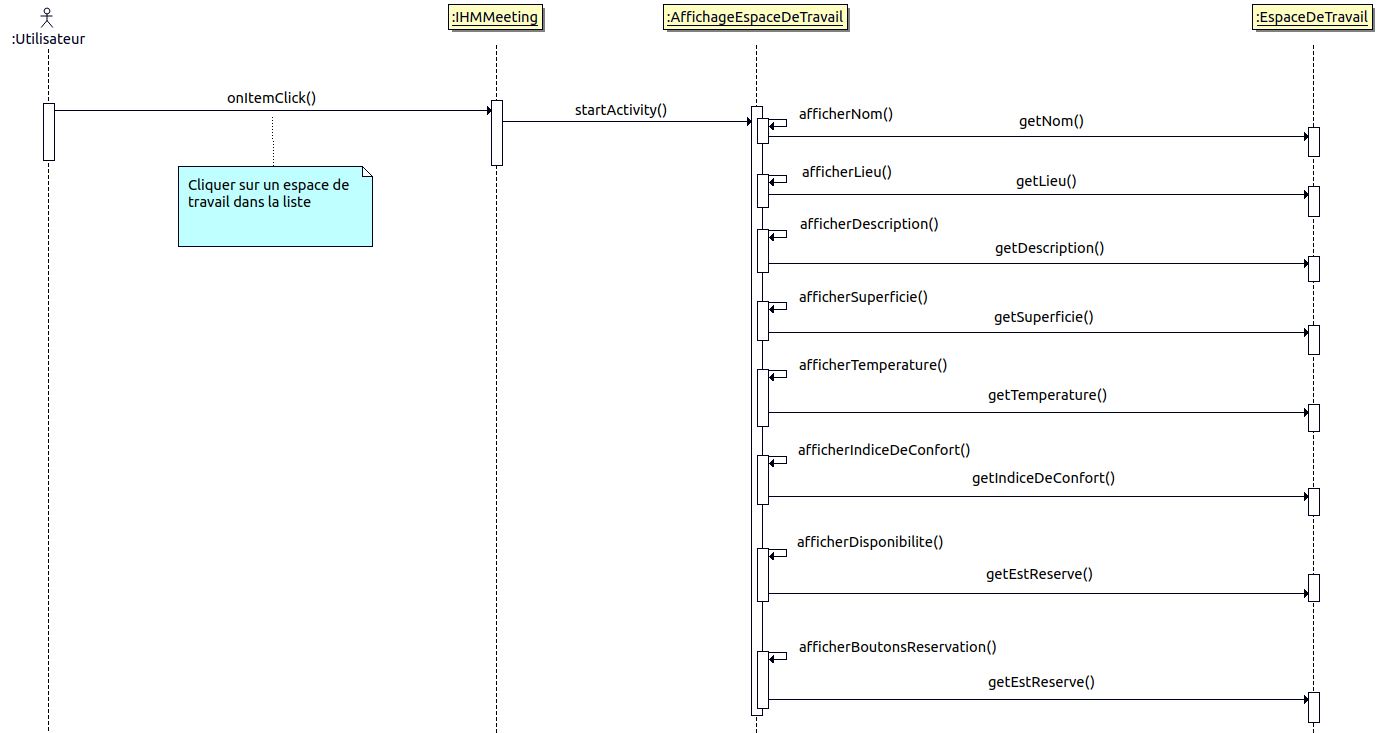 :Utilisateur
:IHMMeeting
:AffichageEspaceDeTravail
:EspaceDeTravail
onItemClick()
startActivity()
Cliquer sur un espace de
travail dans la liste
afficherNom()
getNom()
afficherLieu()
getLieu()
afficherDescription()
getDescription()
afficherSuperficie()
getSuperficie()
afficherTemperature()
getTemperature()
afficherIndiceDeConfort()
getIndiceDeConfort()
afficherDisponibilite()
getEstReserve()
afficherBoutonsReservation()
getEstReserve()